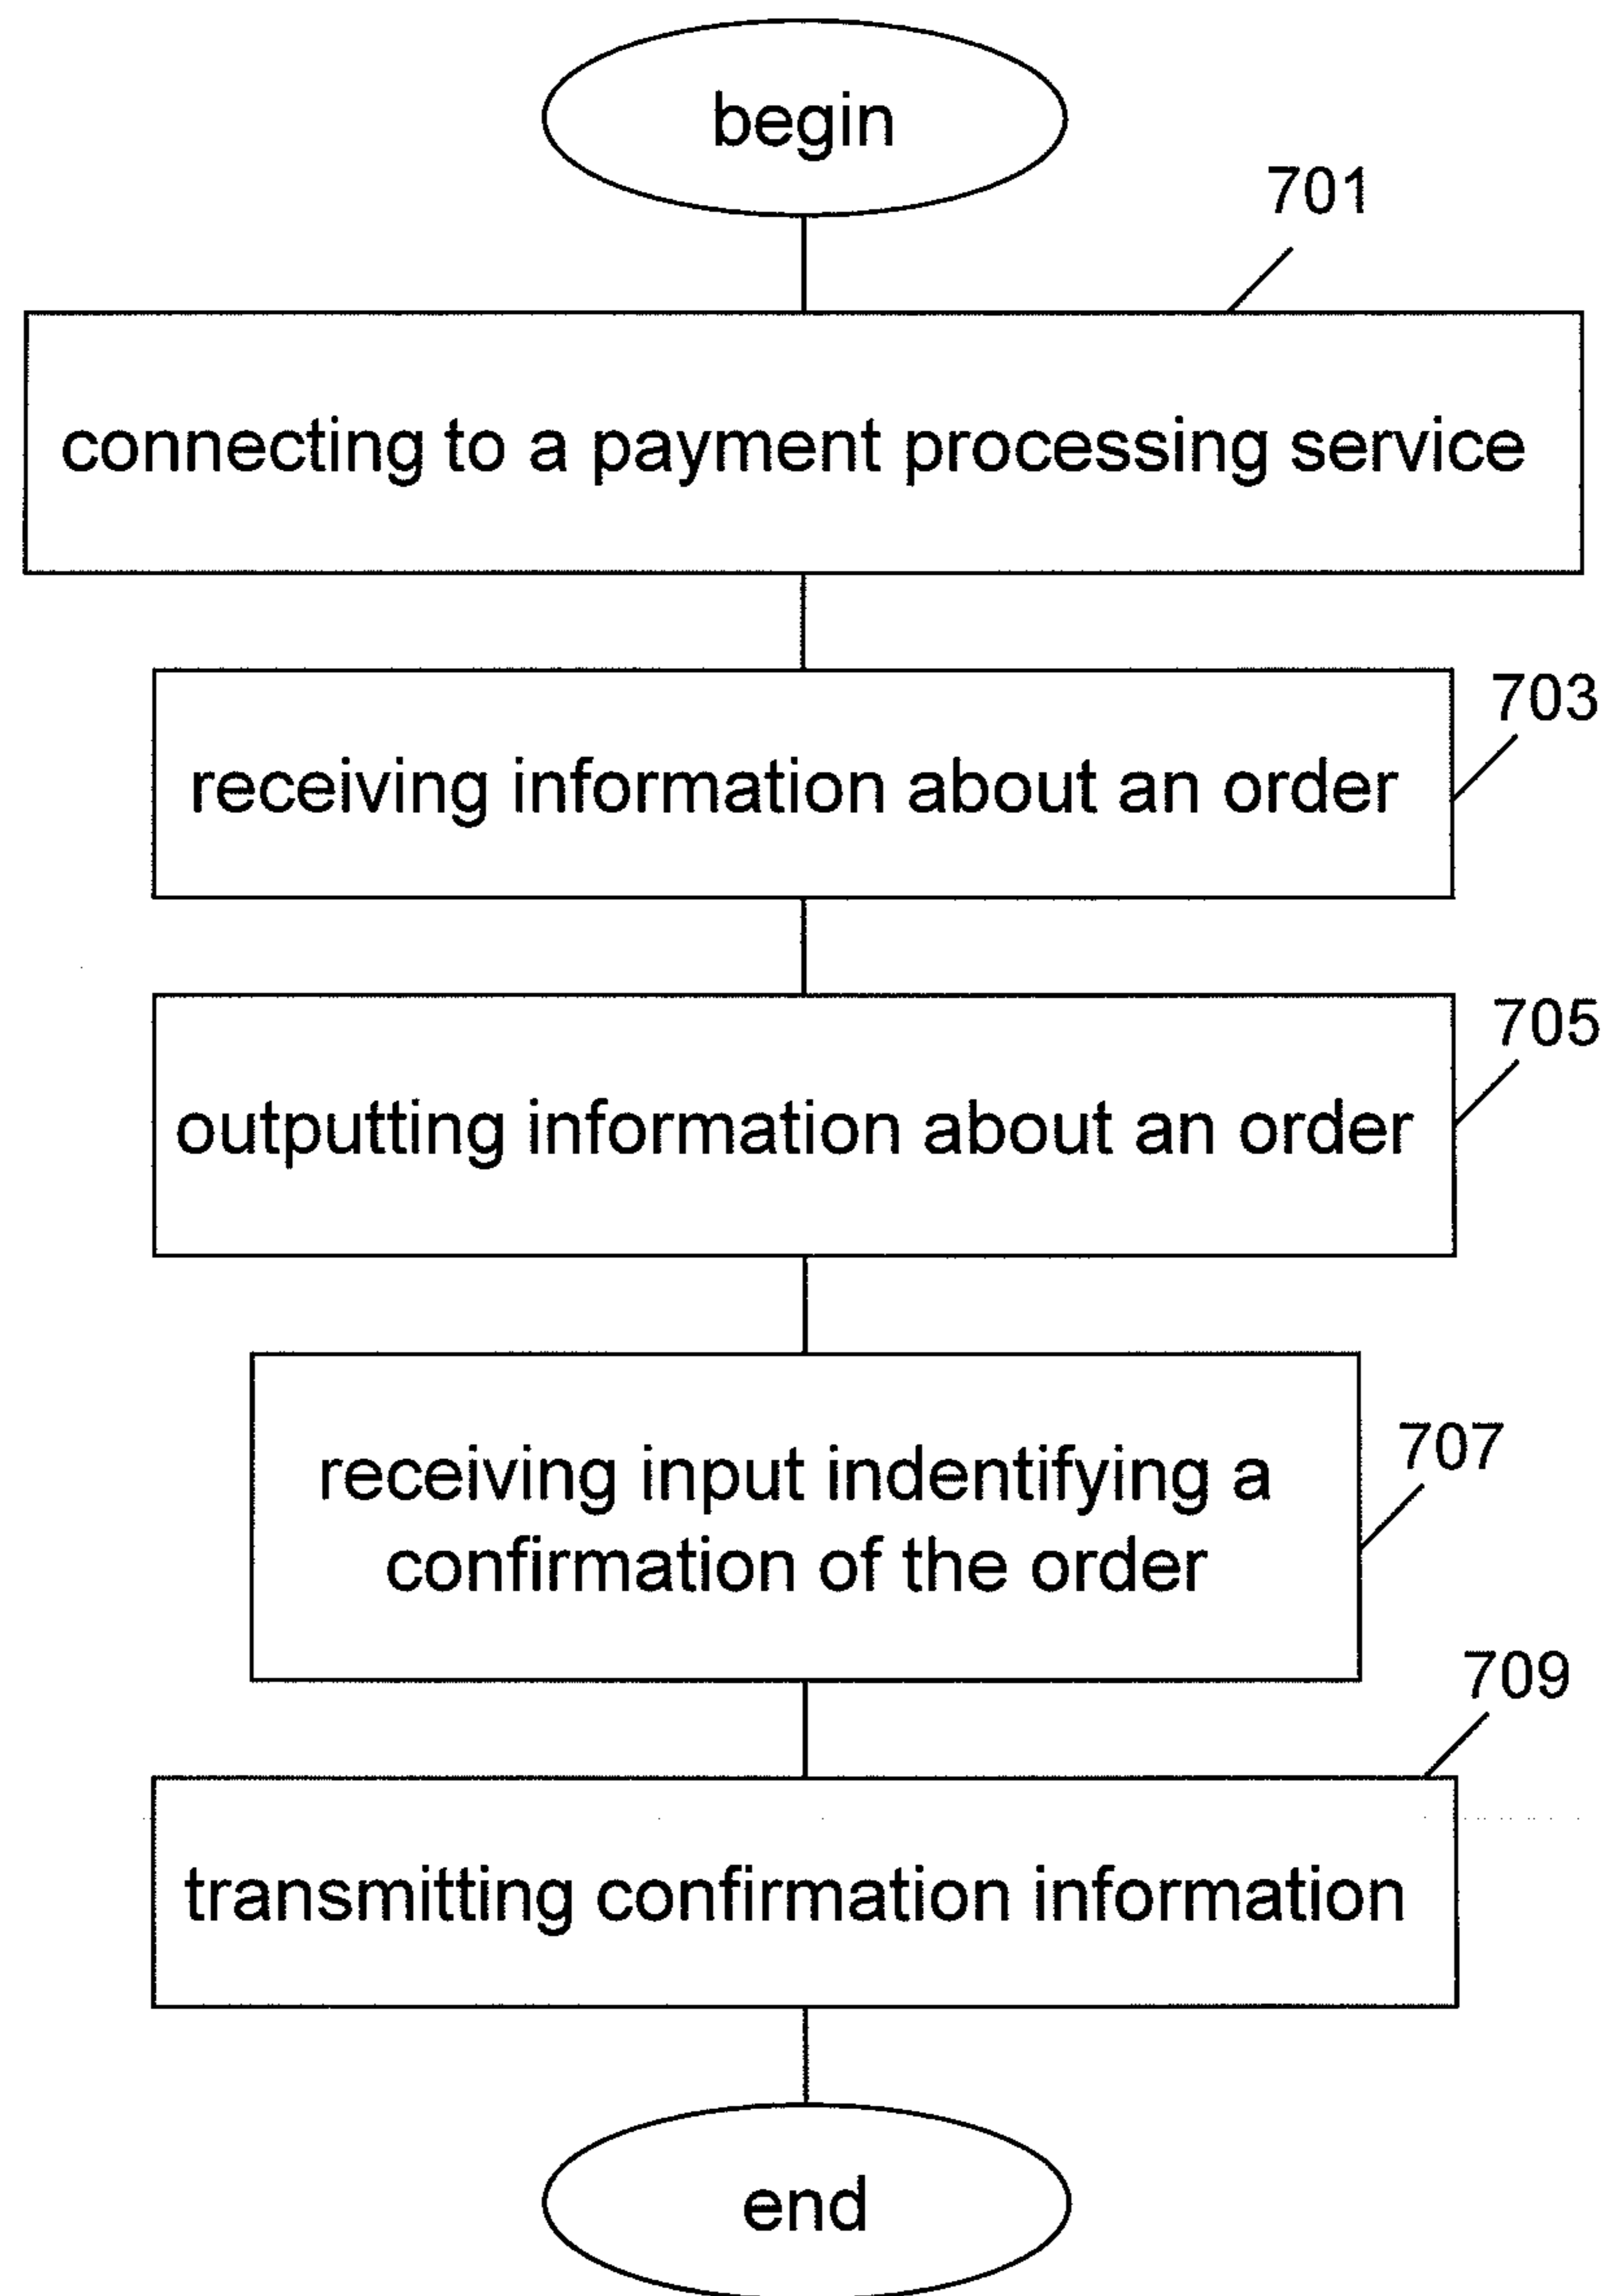 begin
701
connecting to a payment processing service
703
receiving information about an order
705
outputting information about an order
707
receiving input indentifying a
confirmation of the order
709
transmitting confirmation information
end